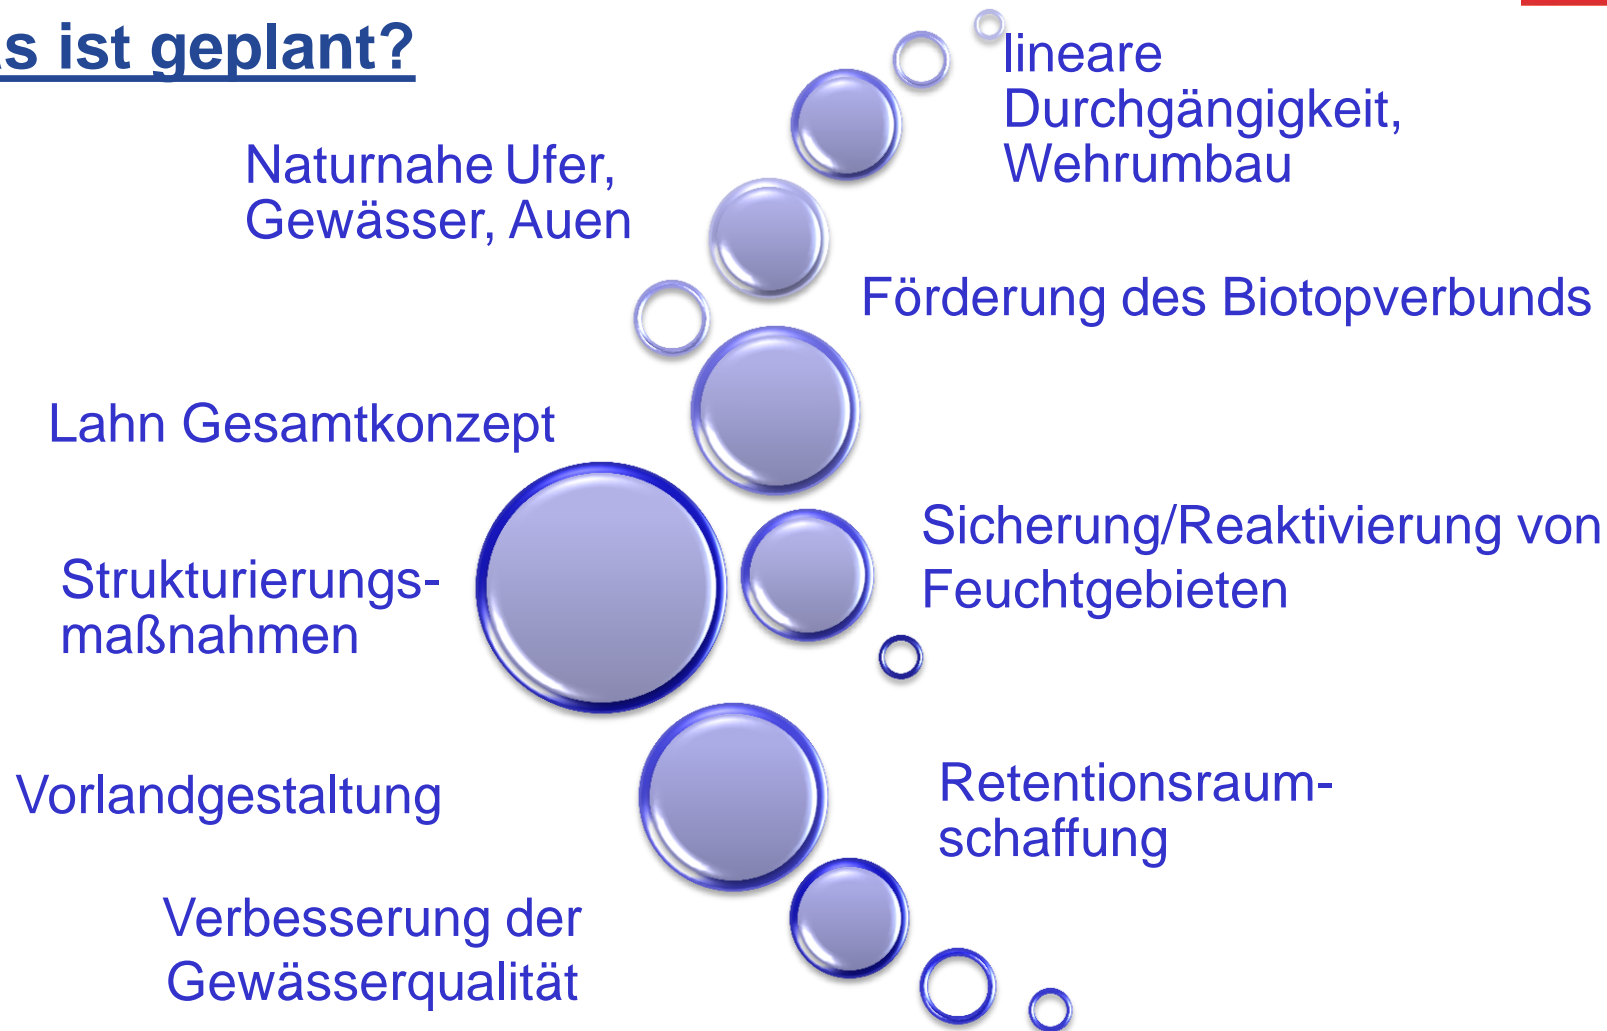 s ist geplant?
lineare
Durchgängigkeit,
Wehrumbau
Naturnahe Ufer,
Gewässer, Auen
Förderung des Biotopverbunds
Lahn Gesamtkonzept
Sicherung/Reaktivierung von
Feuchtgebieten
Strukturierungs-
maßnahmen
Vorlandgestaltung
Retentionsraum-
schaffung
Verbesserung der
Gewässerqualität